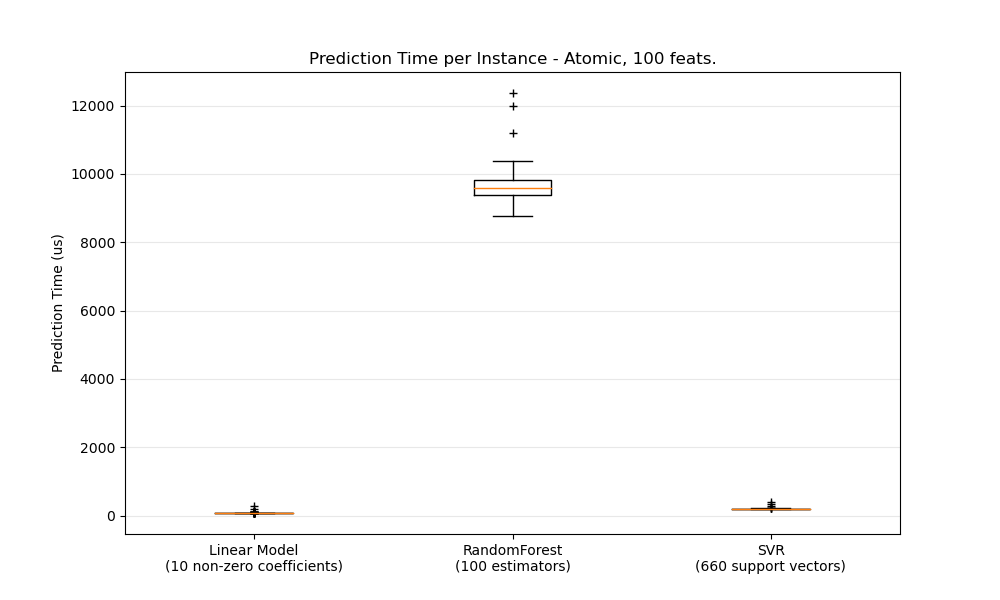 Prediction Time per Instance - Atomic, 100 feats.
Prediction Time (us)
12000
10000
8000
6000
4000
2000
0
Linear Model
(10 non-zero coefficients)
RandomForest
(100 estimators)
SVR
(660 support vectors)